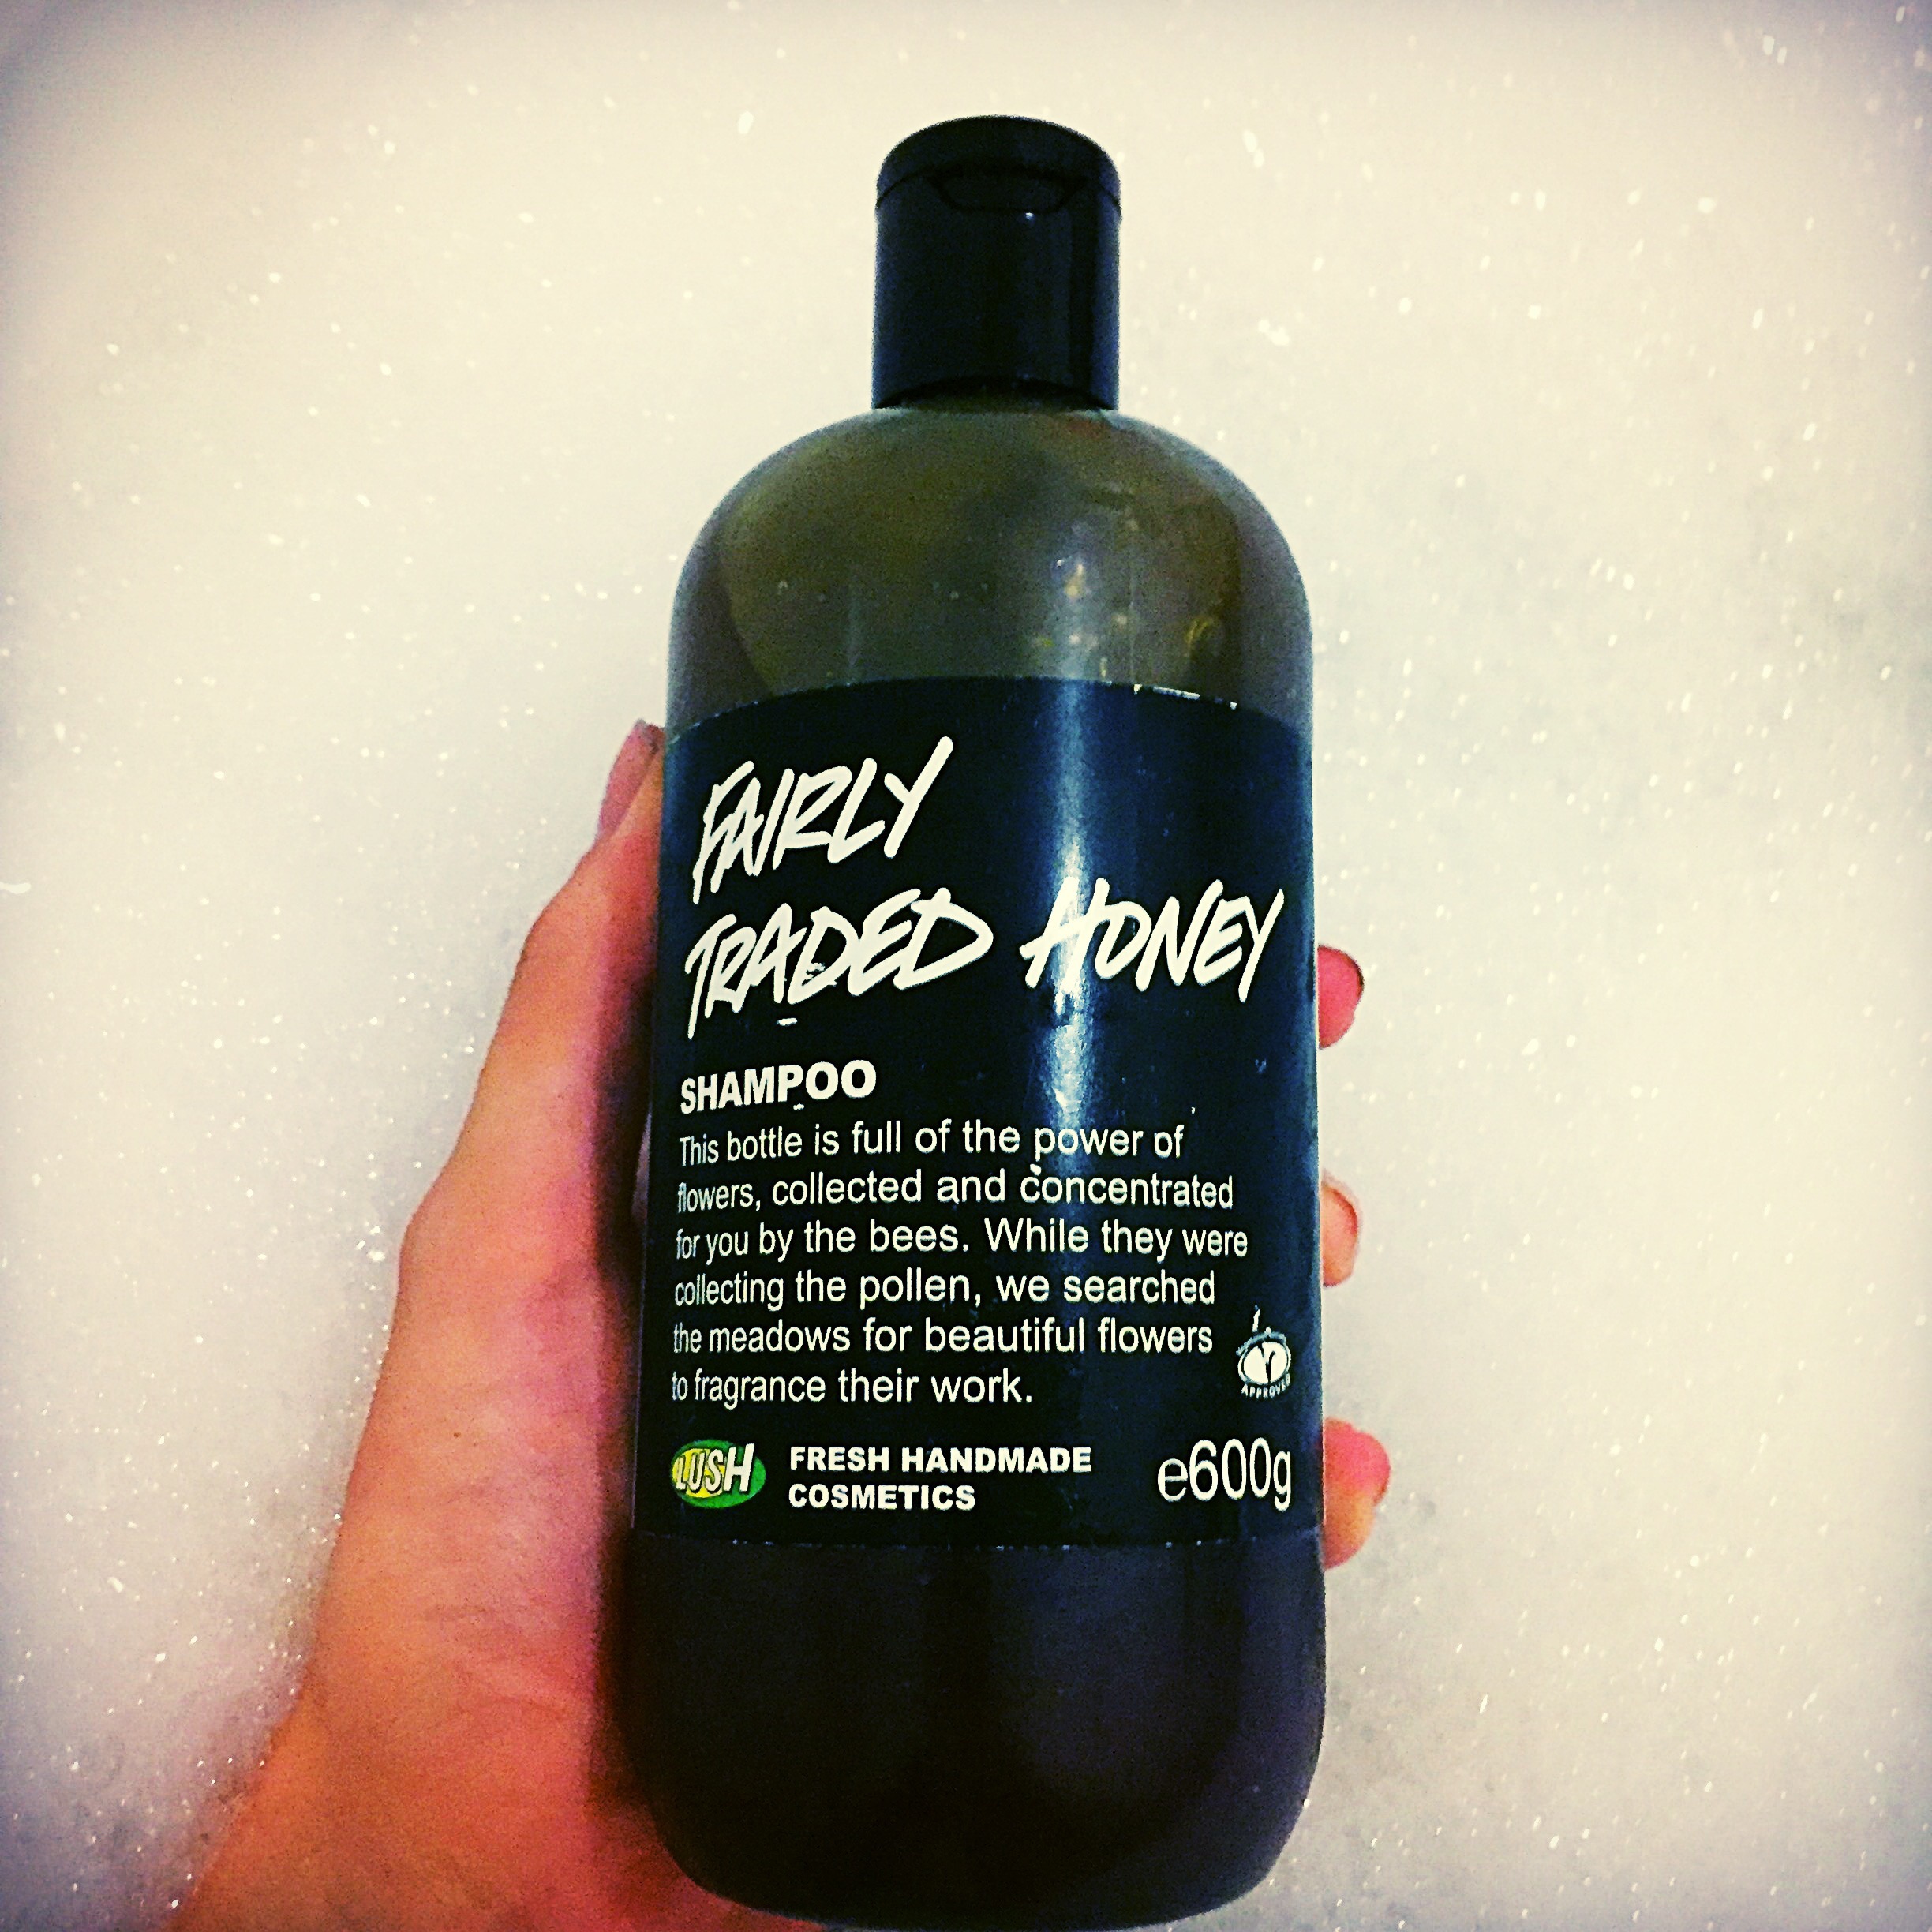 FAIRLY
TRADED HONEY
SHAMPOO
This bottle is full of the power of
flowers, collected and concentrated
for you by the bees. While they were
collecting the pollen, we searched
the meadows for beautiful flowers
to fragrance their work.
APPROVED
LUSH
FRESH HANDMADE
COSMETICS
e600g